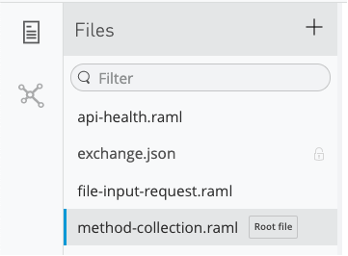 Files
Filter
api-health.raml
exchange.json
file-input-request.raml
method-collection.raml Root file